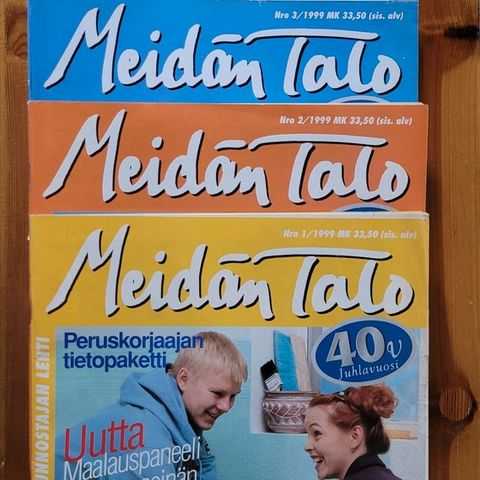 Nro 3/1999 MK 33,50 (sis. alv)
Meidän Talo
Nro 2/1999 MK 33,50 (sis. alv)
Meidän Talo
Nro 1/1999 MK 33,50 (sis. alv)
Meidän Talo
Peruskorjaajan
tietopaketti
40v
Juhlavuosi
LEHTI
Uutta
Maalauspaneeli